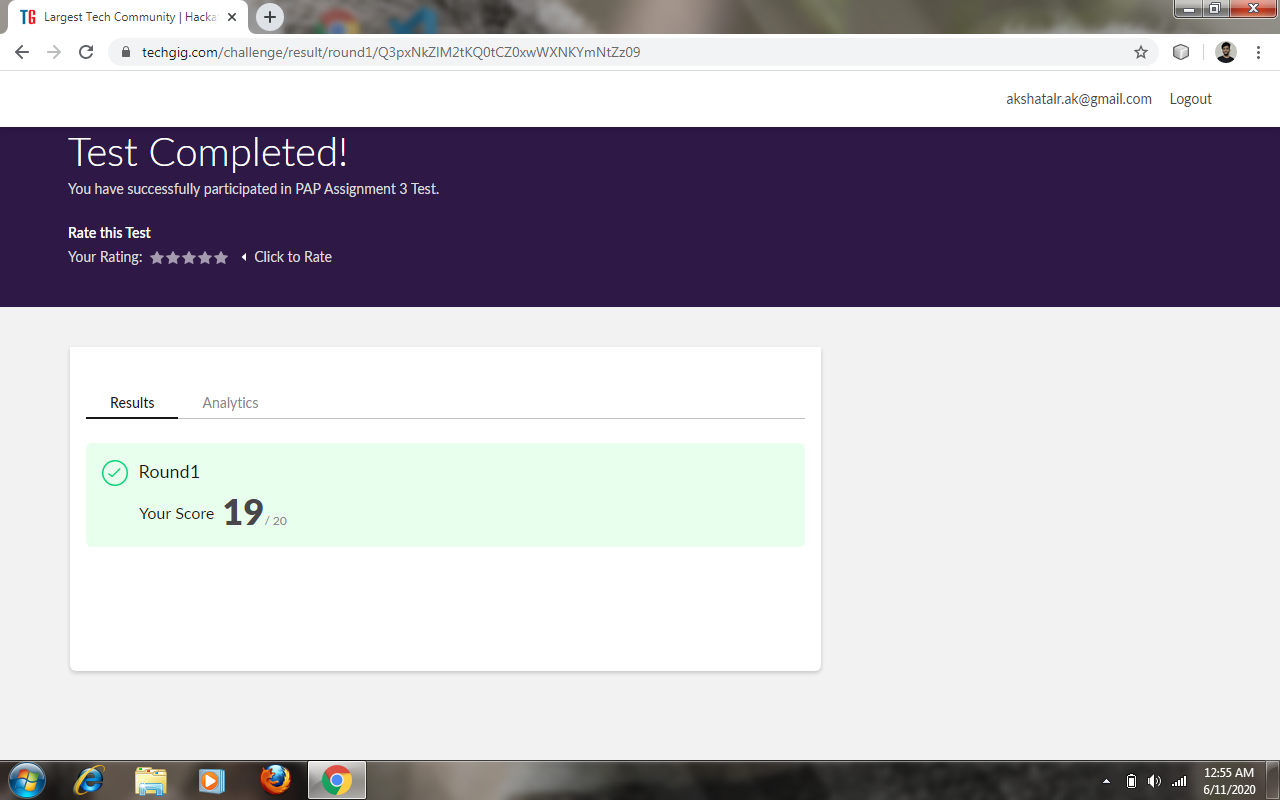 TG Largest Tech Community | Hacka
techgig.com/challenge/result/round1/Q3pxNkZIM2tKQ0tCZ0xwWXNKYmNtZz09
akshatalr.ak@gmail.com Logout
Test Completed!
You have successfully participated in PAP Assignment 3 Test.
Rate this Test
Your Rating: Click to Rate
Results Analytics
Round1
Your Score 19 / 20
12:55 AM
6/11/2020